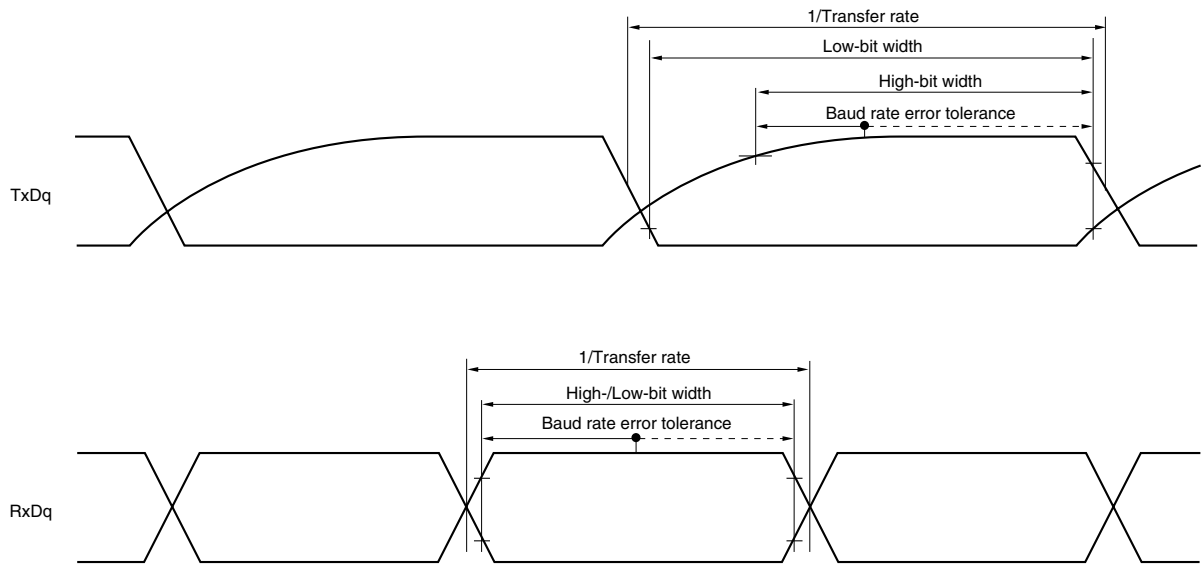 1/Transfer rate
Low-bit width
High-bit width
Baud rate error tolerance
TxDq
1/Transfer rate
High-/Low-bit width
Baud rate error tolerance
RxDq